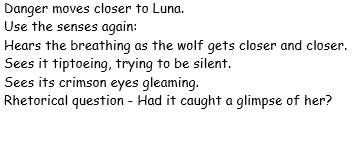 Danger moves closer to Luna.
Use the senses again:
Hears the breathing as the wolf gets closer and closer.
Sees it tiptoeing, trying to be silent.
Sees its crimson eyes gleaming.
Rhetorical question - Had it caught a glimpse of her?